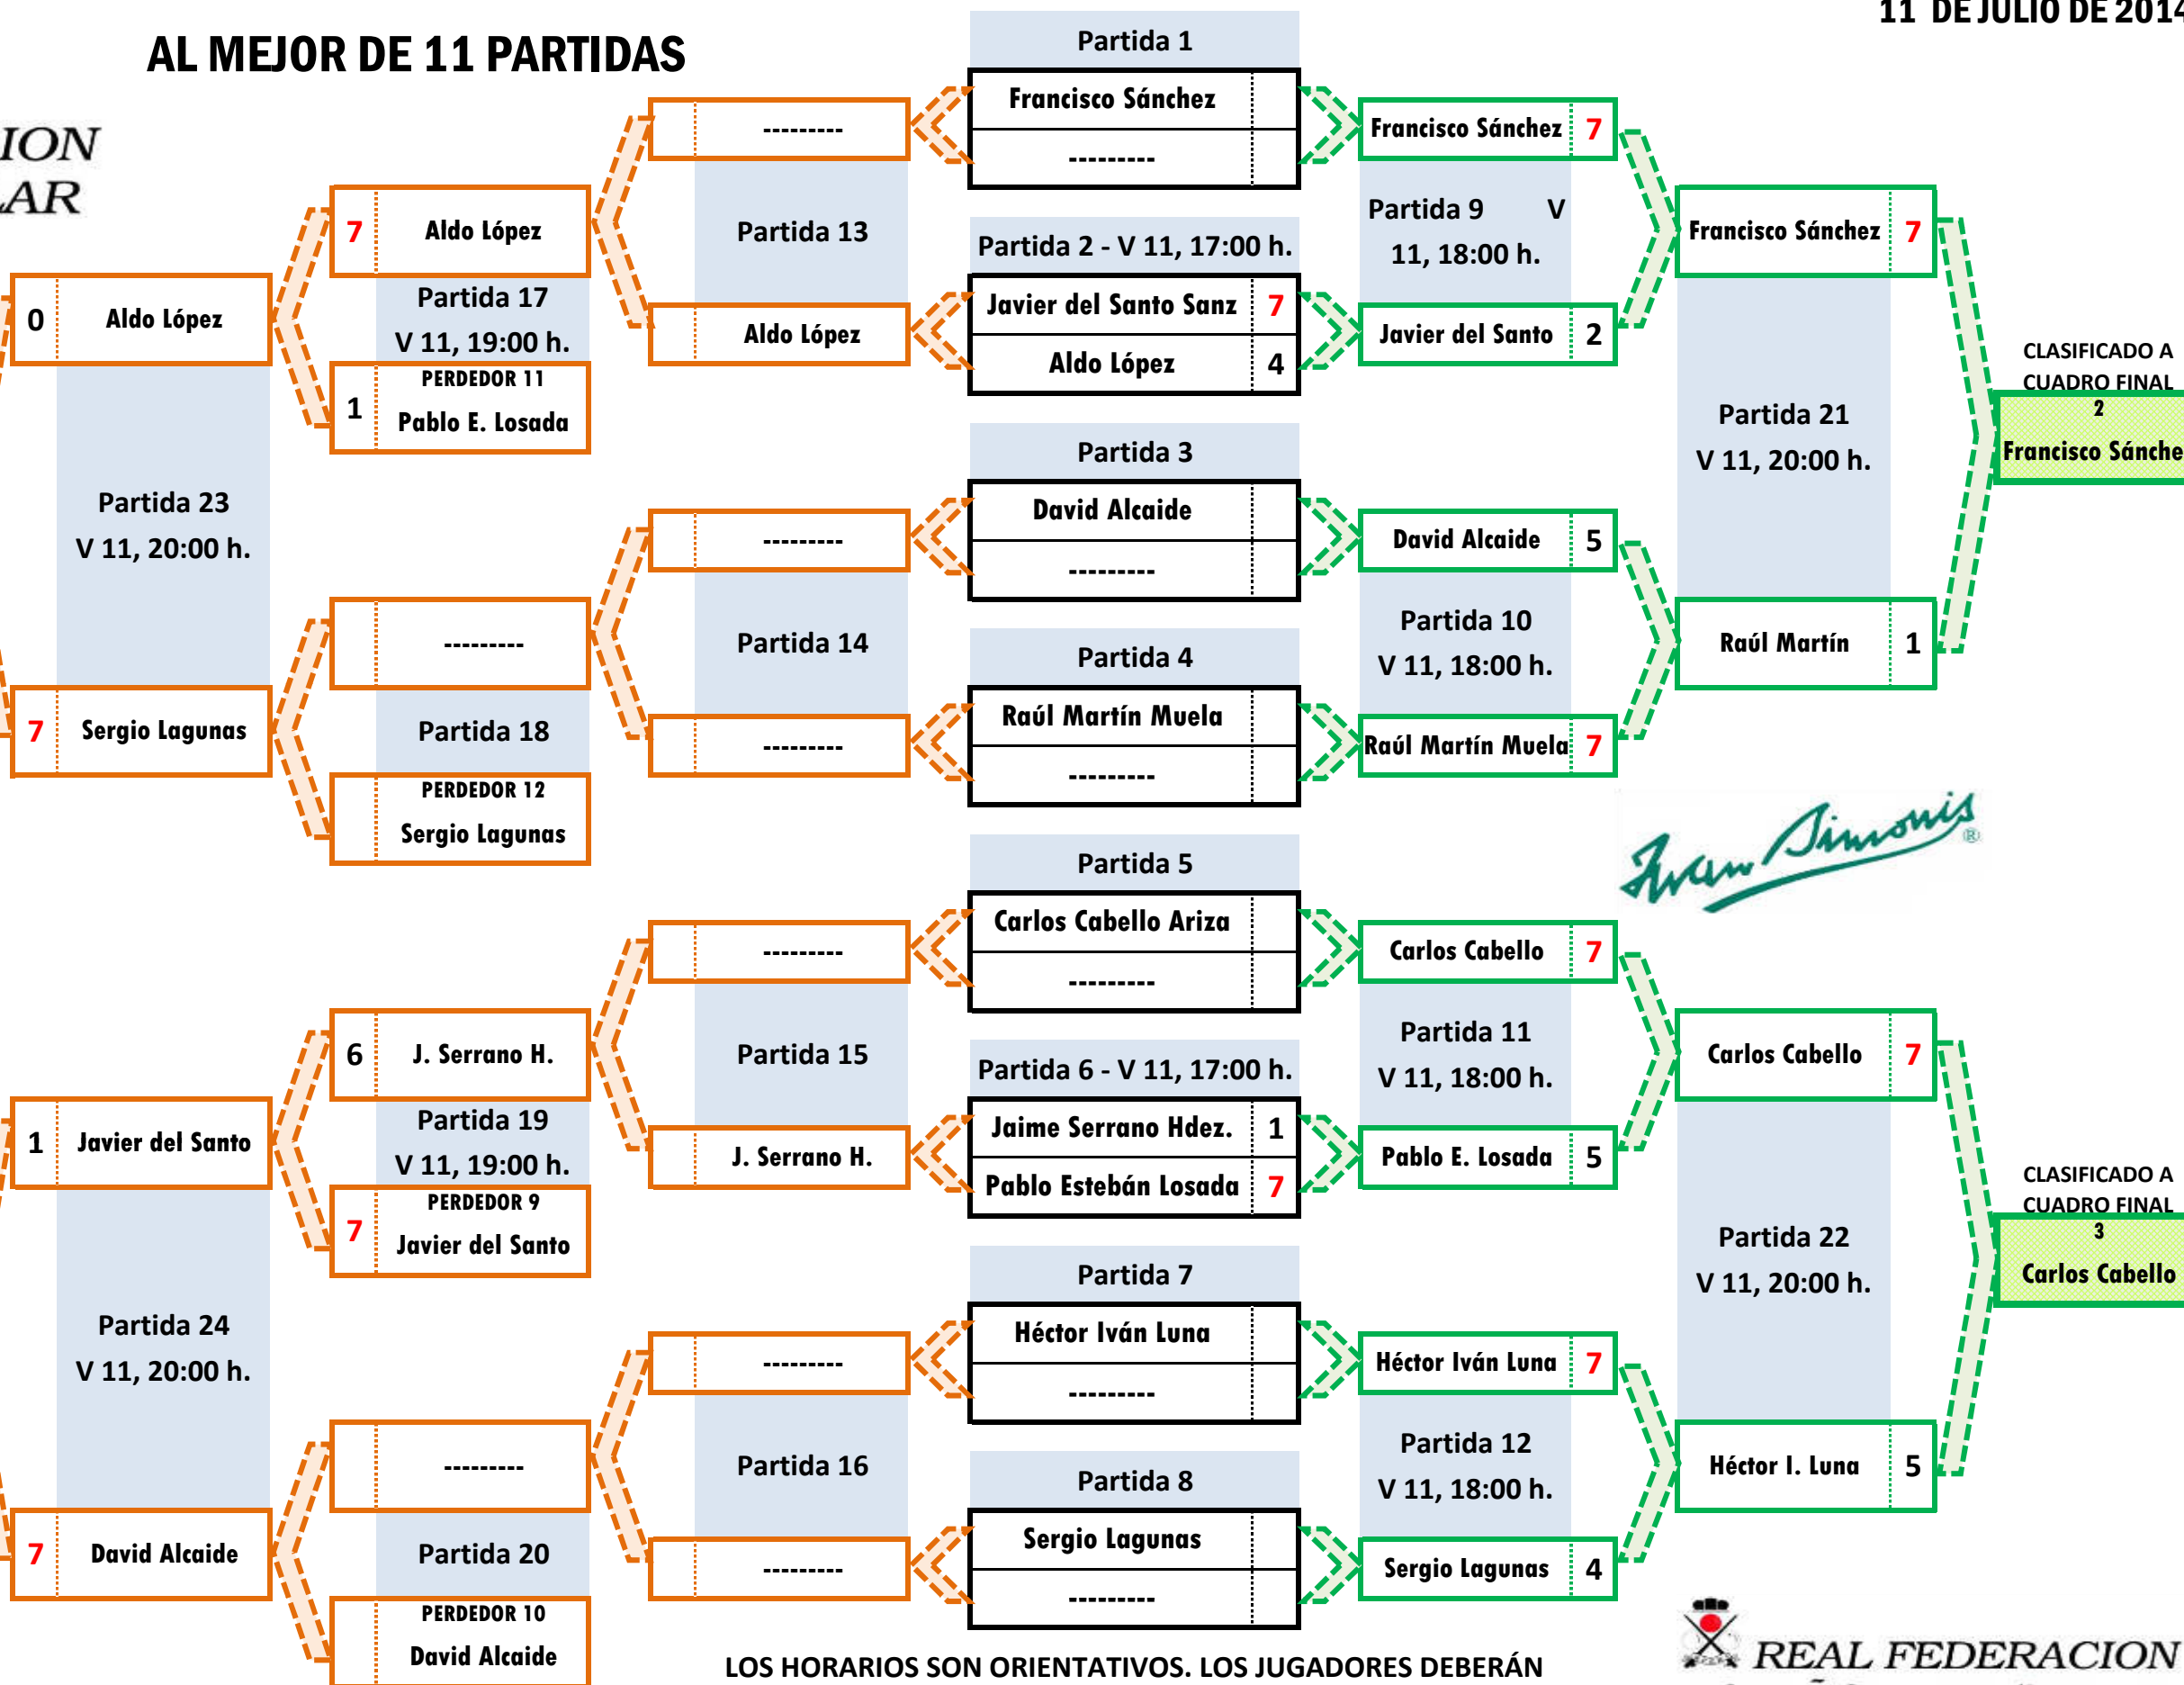 11 DE JULIO DE 2014
AL MEJOR DE 11 PARTIDAS
ION
AR
0 Aldo López
Partida 23
V 11, 20:00 h.
7 Sergio Lagunas
1 Javier del Santo
Partida 24
V 11, 20:00 h.
7 David Alcaide
7 Aldo López
Partida 17
V 11, 19:00 h.
PERDEDOR 11
1 Pablo E. Losada
---------
Partida 18
PERDEDOR 12
Sergio Lagunas
6 J. Serrano H.
Partida 19
V 11, 19:00 h.
PERDEDOR 9
7 Javier del Santo
---------
Partida 20
PERDEDOR 10
David Alcaide
---------
Partida 13
Aldo López
---------
Partida 14
---------
---------
Partida 15
J. Serrano H.
---------
Partida 16
---------
Partida 1
Francisco Sánchez
---------
Partida 2 - V 11, 17:00 h.
Javier del Santo Sanz 7
Aldo López 4
Partida 3
David Alcaide
---------
Partida 4
Raúl Martín Muela
---------
Partida 5
Carlos Cabello Ariza
---------
Partida 6 - V 11, 17:00 h.
Jaime Serrano Hdez. 1
Pablo Estebán Losada 7
Partida 7
Héctor Iván Luna
---------
Partida 8
Sergio Lagunas
---------
Francisco Sánchez 7
Partida 9 V
11, 18:00 h.
Javier del Santo 2
David Alcaide 5
Partida 10
V 11, 18:00 h.
Raúl Martín Muela 7
Carlos Cabello 7
Partida 11
V 11, 18:00 h.
Pablo E. Losada 5
Héctor Iván Luna 7
Partida 12
V 11, 18:00 h.
Sergio Lagunas 4
Francisco Sánchez 7
Partida 21
V 11, 20:00 h.
Raúl Martín 1
Iwan Simonis ®
Carlos Cabello 7
Partida 22
V 11, 20:00 h.
Héctor I. Luna 5
CLASIFICADO A
CUADRO FINAL
2
Francisco Sánche
CLASIFICADO A
CUADRO FINAL
3
Carlos Cabello
LOS HORARIOS SON ORIENTATIVOS. LOS JUGADORES DEBERÁN
REAL FEDERACION